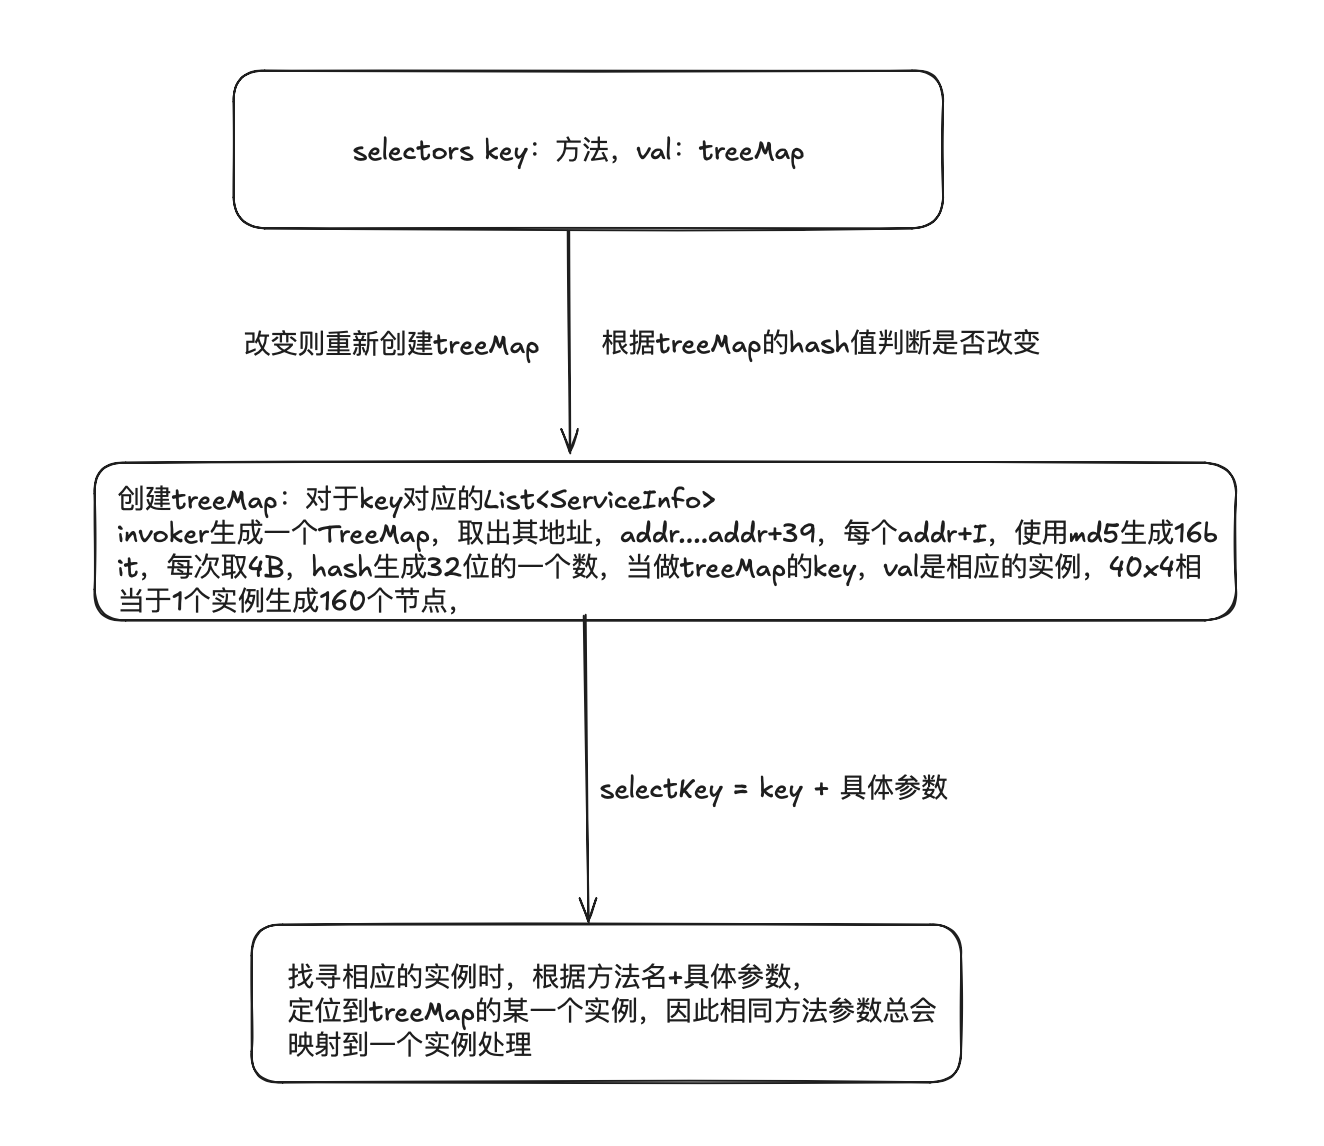 selectors key：方法，val：treeMap
改变则重新创建treeMap
根据treeMap的hash值判断是否改变
创建treeMap：对于key对应的List<ServiceInfo>
invoker生成一个TreeMap，取出其地址，addr....addr+39，每个addr+I，使用md5生成16b
it，每次取4B，hash生成32位的一个数，当做treeMap的key，val是相应的实例，40x4相
当于1个实例生成160个节点，
selectKey = key + 具体参数
找寻相应的实例时，根据方法名+具体参数，
定位到treeMap的某一个实例，因此相同方法参数总会
映射到一个实例处理